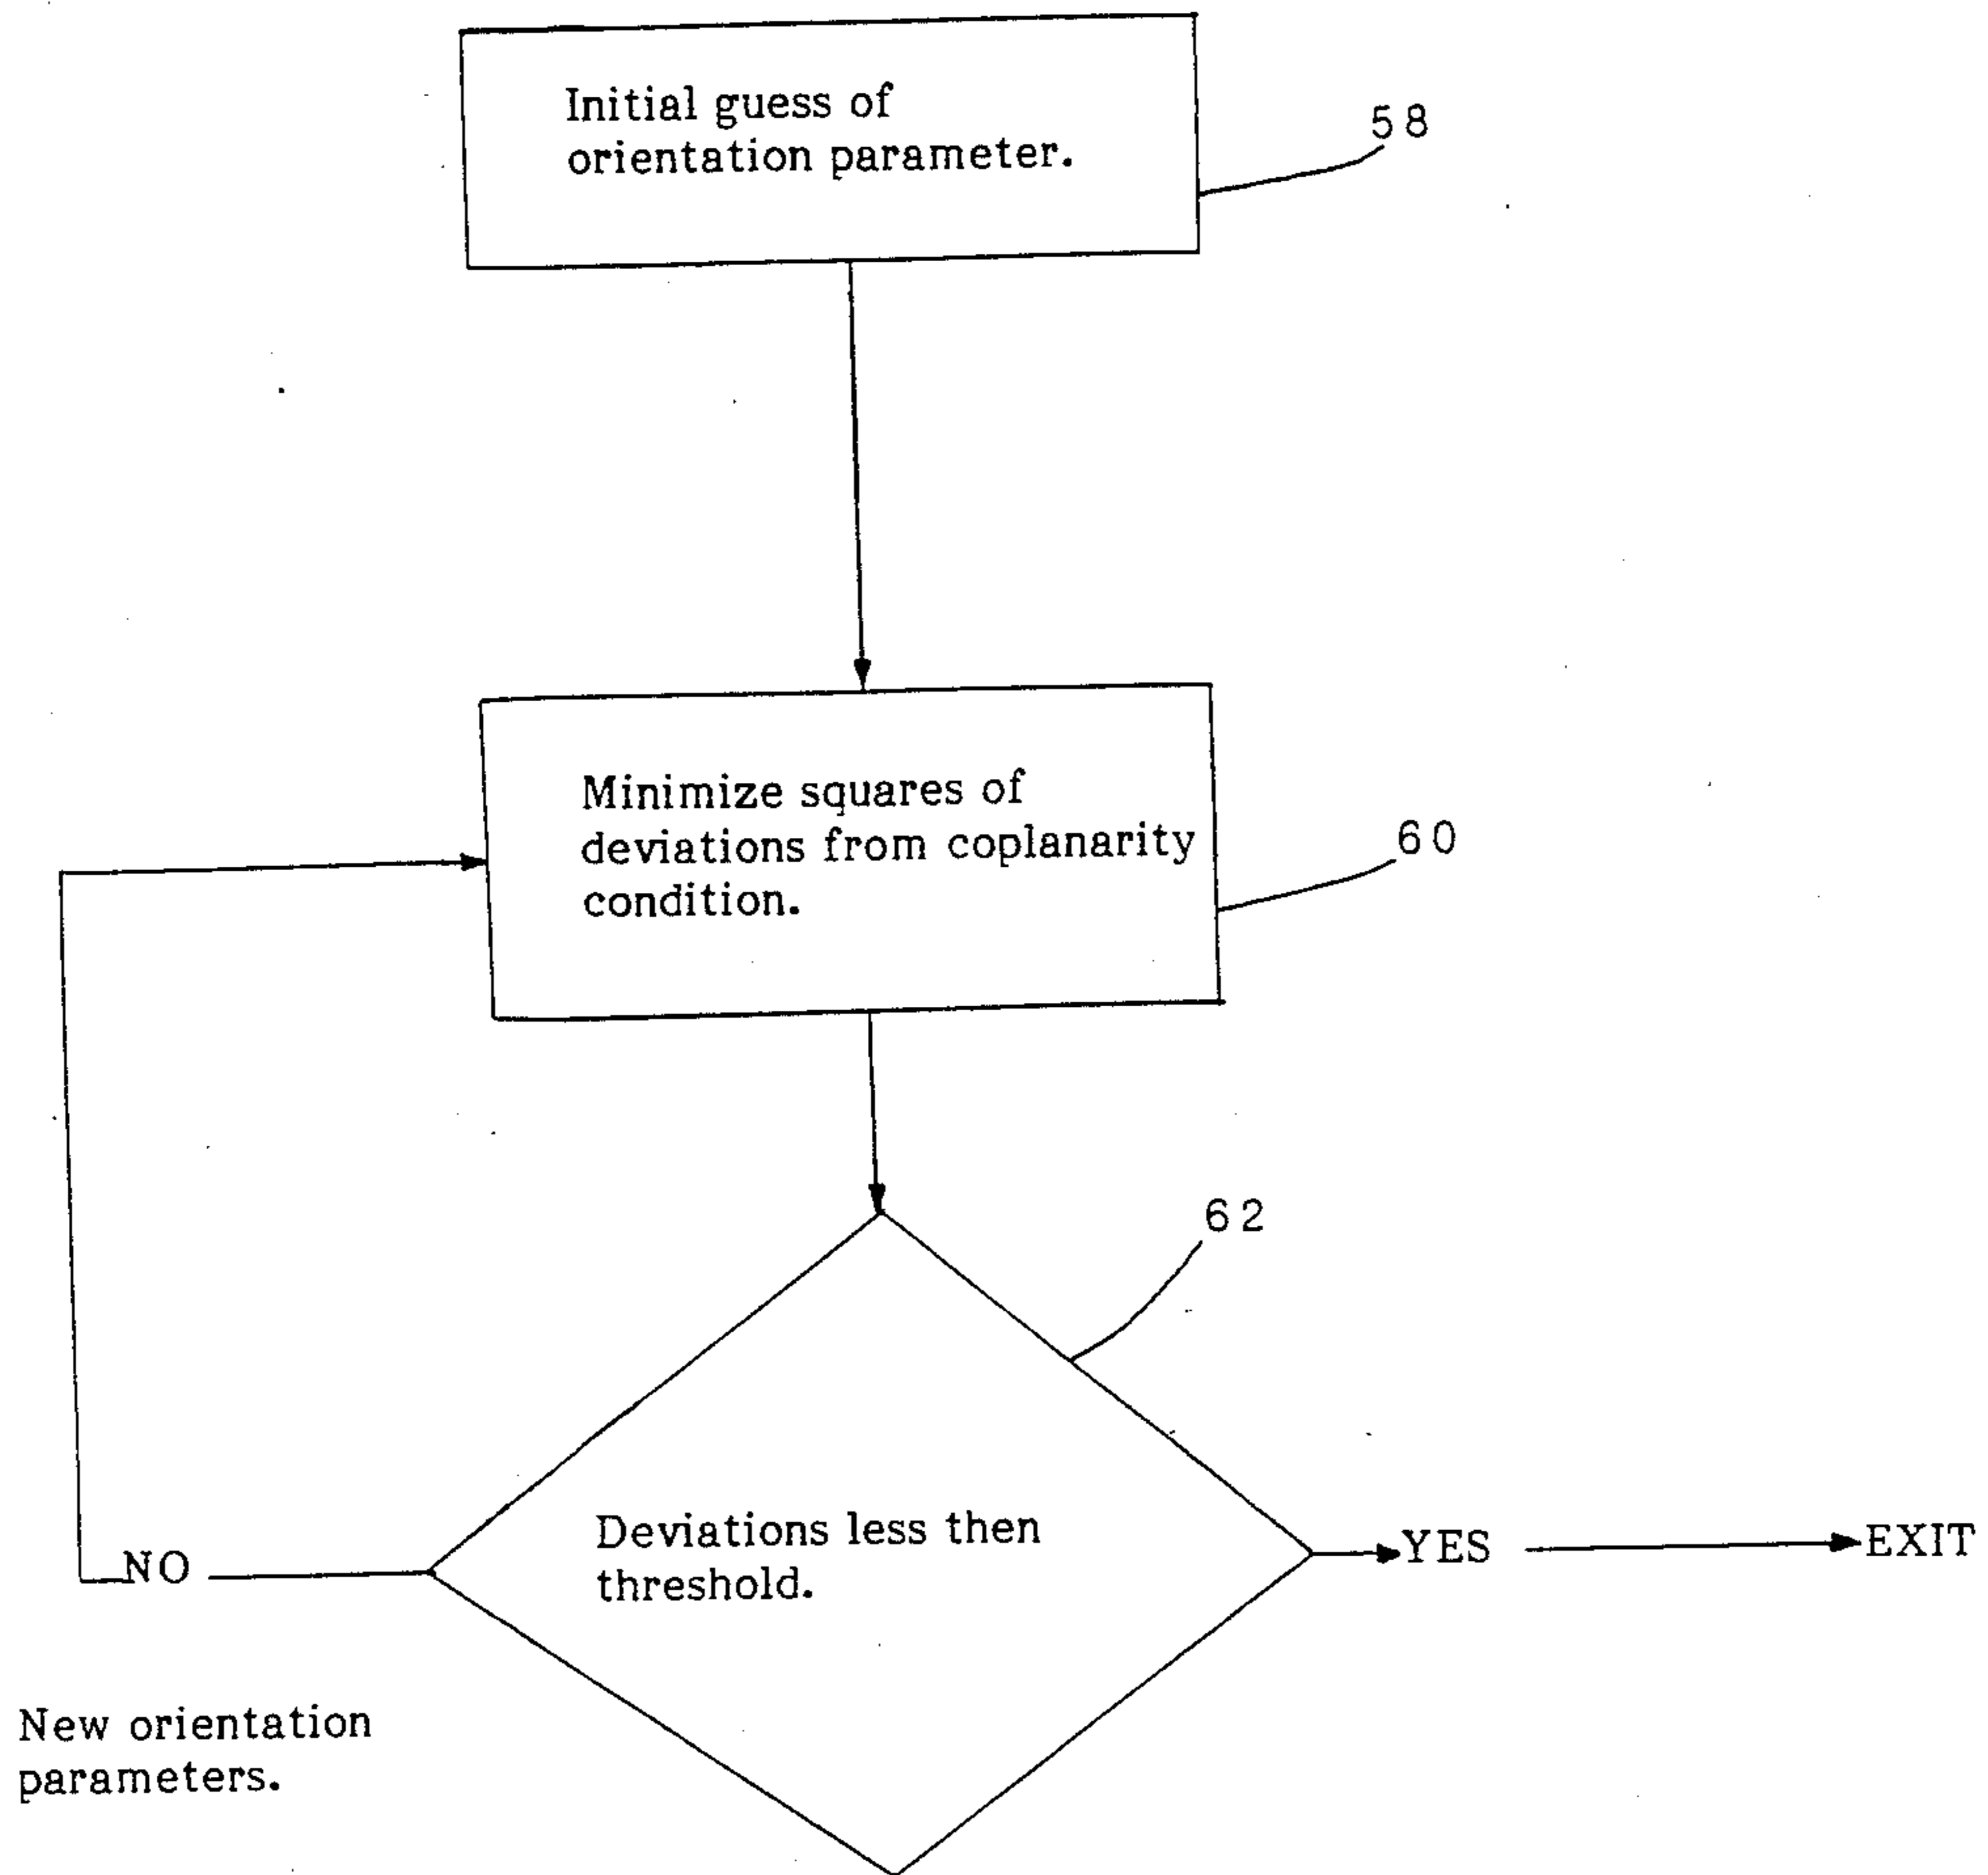 Initial guess of
orientation parameter.
58
Minimize squares of
deviations from coplanarity
condition.
60
62
Deviations less then
threshold.
NO
YES
EXIT
New orientation
parameters.